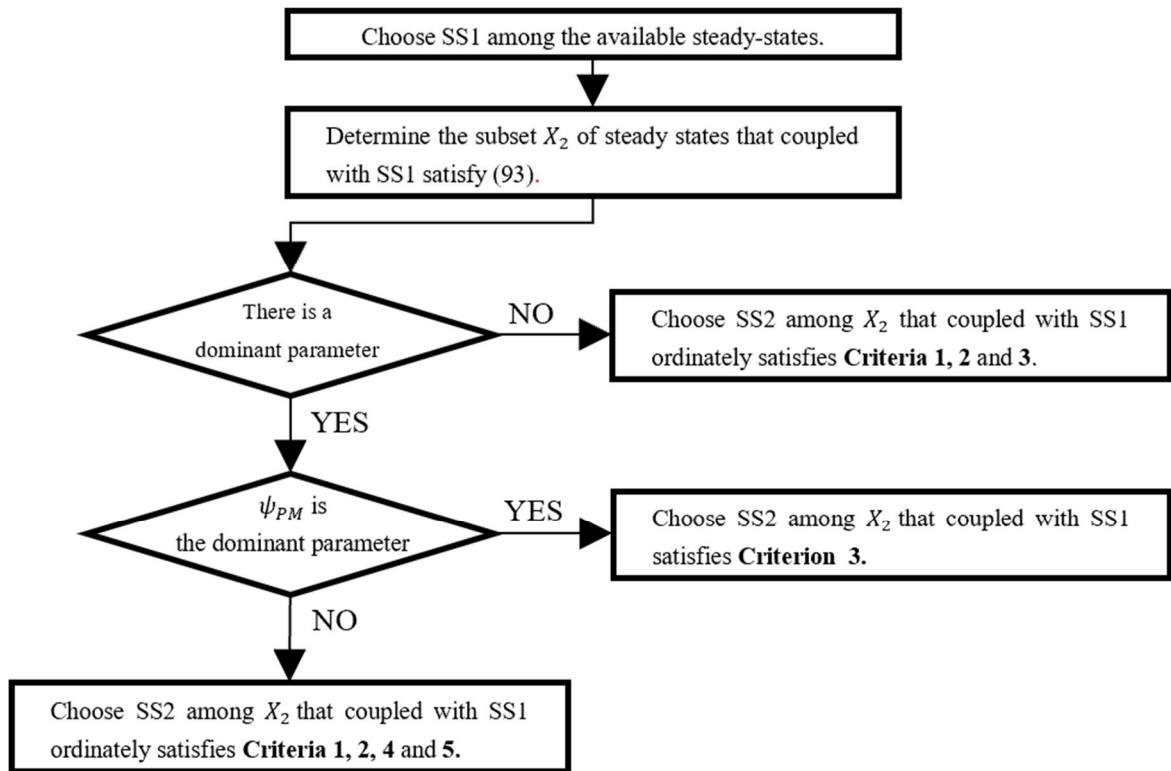 Choose SS1 among the available steady-states.
Determine the subset X₂ of steady states that coupled
with SS1 satisfy (93).
There is a
dominant parameter
NO
Choose SS2 among X₂ that coupled with SS1
ordinately satisfies Criteria 1, 2 and 3.
YES
ψ_PM is
the dominant parameter
YES
Choose SS2 among X₂ that coupled with SS1
satisfies Criterion 3.
NO
Choose SS2 among X₂ that coupled with SS1
ordinately satisfies Criteria 1, 2, 4 and 5.